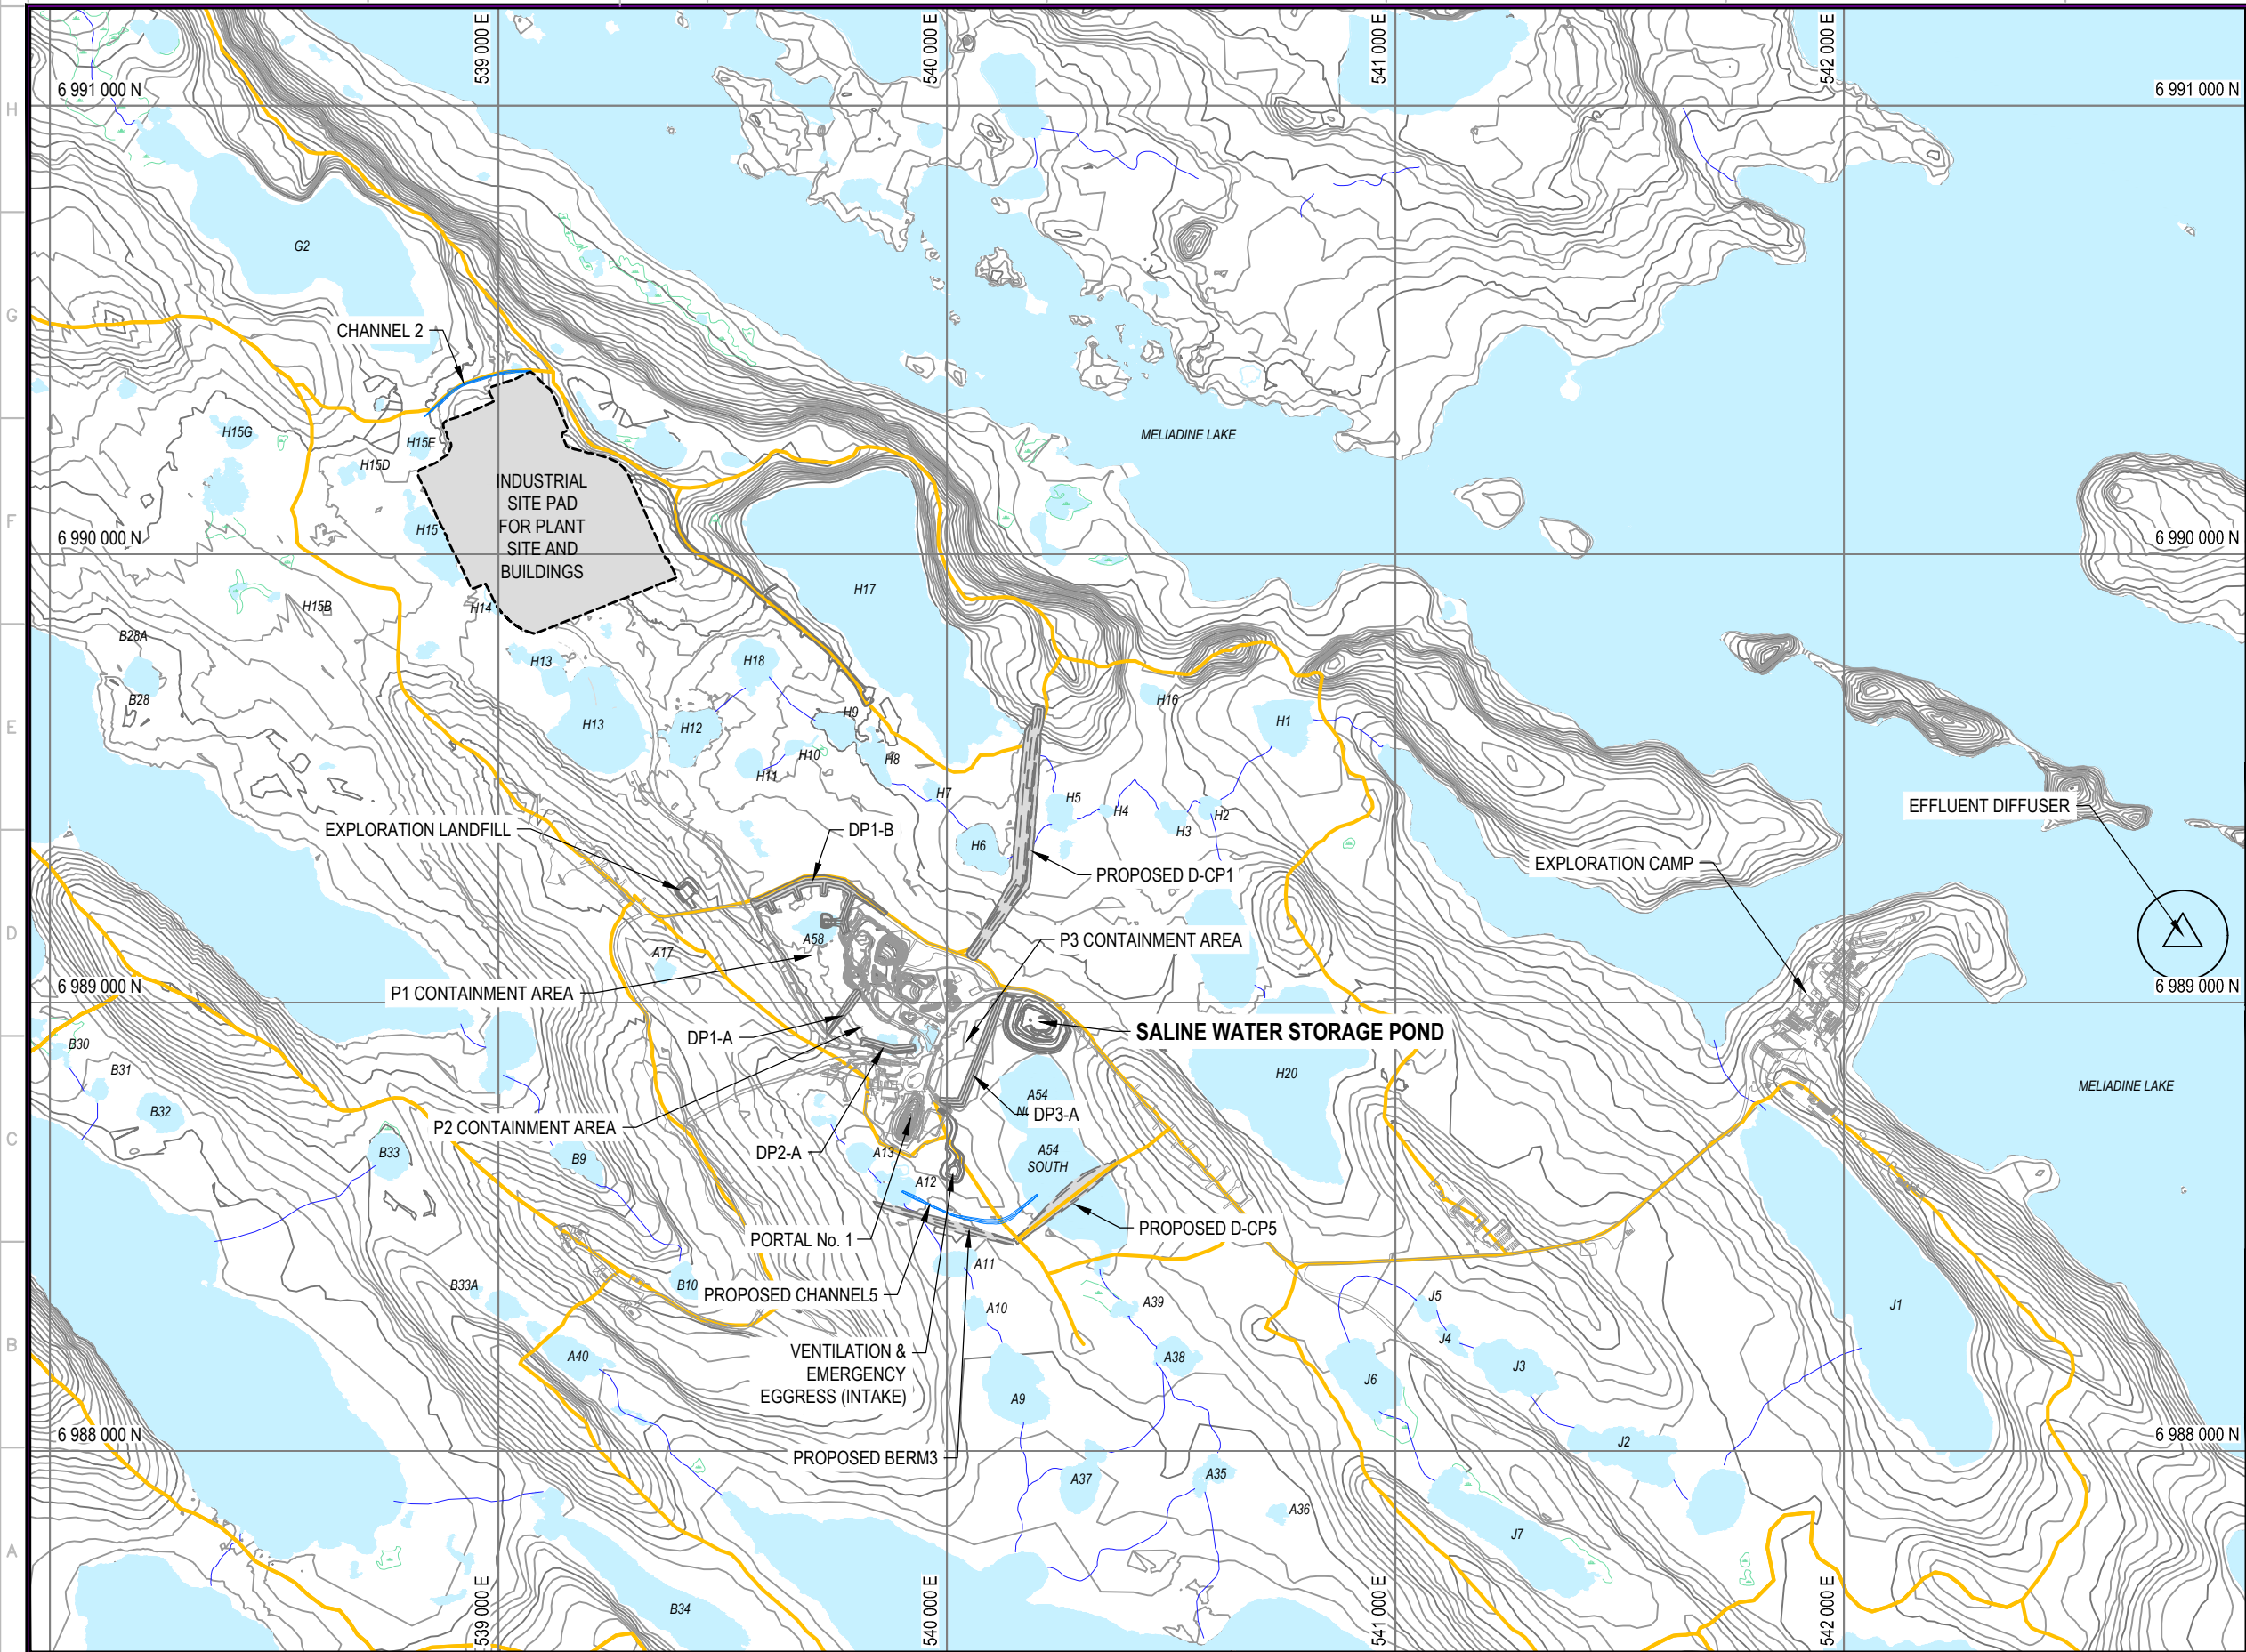 539 000 E
540 000 E
541 000 E
542 000 E
H
6 991 000 N
6 991 000 N
G2
G
CHANNEL 2
H15G
H15E
H15D
MELIADINE LAKE
INDUSTRIAL
SITE PAD
FOR PLANT
SITE AND
BUILDINGS
F
H15
6 990 000 N
6 990 000 N
H17
H15B
H14
B28A
H13
H18
B28
H16
H9
H1
E
H13
H12
H10
H8
H11
H7
H5
H4
H2
H3
EFFLUENT DIFFUSER
EXPLORATION LANDFILL
DP1-B
H6
EXPLORATION CAMP
PROPOSED D-CP1
D
A58
P3 CONTAINMENT AREA
A17
6 989 000 N
P1 CONTAINMENT AREA
6 989 000 N
DP1-A
SALINE WATER STORAGE POND
B30
B31
H20
MELIADINE LAKE
B32
A54
DP3-A
P2 CONTAINMENT AREA
C
B33
B9
DP2-A
A13
A54
SOUTH
A12
PORTAL No. 1
PROPOSED D-CP5
A11
B33A
B10
PROPOSED CHANNEL5
A10
A39
J5
J1
J4
B
A40
VENTILATION &
EMERGENCY
EGGRESS (INTAKE)
A38
J3
J6
A9
6 988 000 N
6 988 000 N
PROPOSED BERM3
J2
A37
A35
A36
J7
A
B34
539 000 E
540 000 E
541 000 E
542 000 E